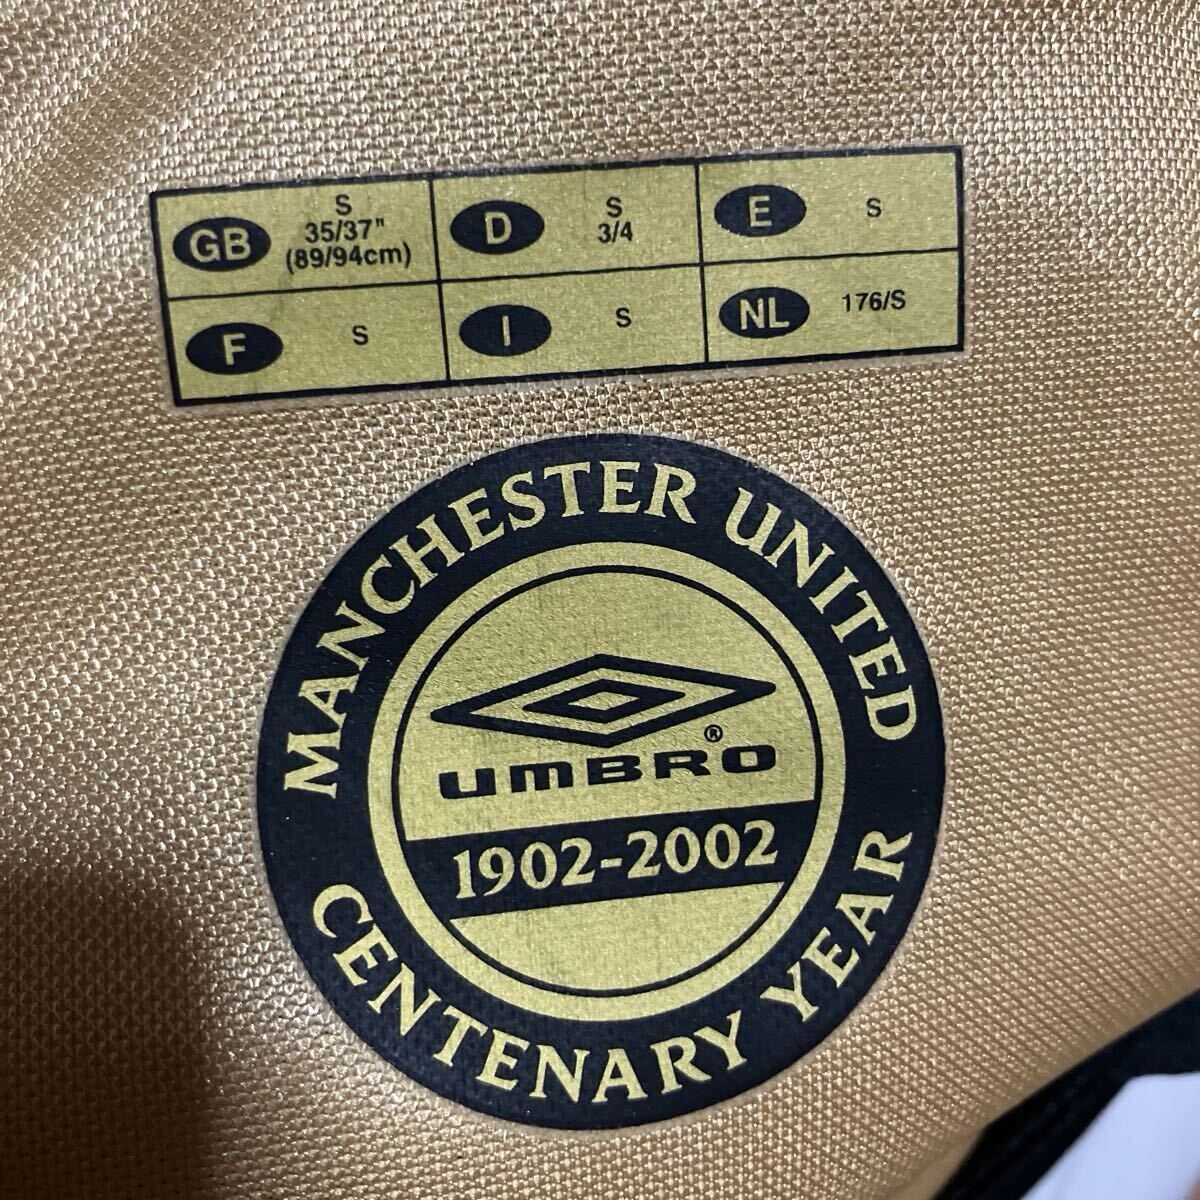 GB S
35/37"
(89/94cm)
D S
3/4
E S
F S
I S
NL 176/S
MANCHESTER UNITED
UMBRO®
1902-2002
CENTENARY YEAR